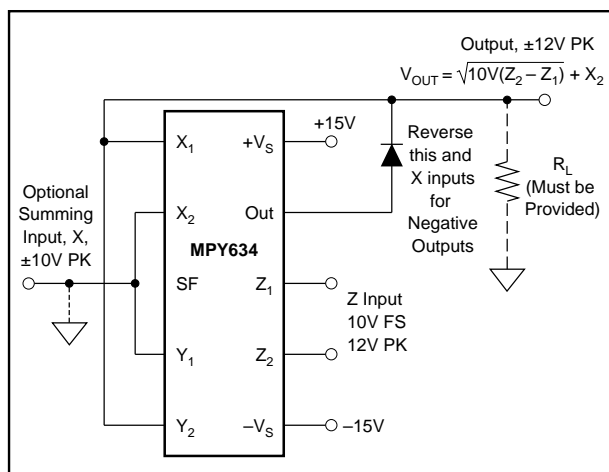 Output, ±12V PK
V_OUT = √10V(Z_2 – Z_1) + X_2
+15V
Reverse
this and
X inputs
for
Negative
Outputs
R_L
(Must be
Provided)
Optional
Summing
Input, X,
±10V PK
X_1
+V_S
X_2
Out
MPY634
SF
Z_1
Z Input
10V FS
12V PK
Y_1
Z_2
Y_2
–V_S
–15V